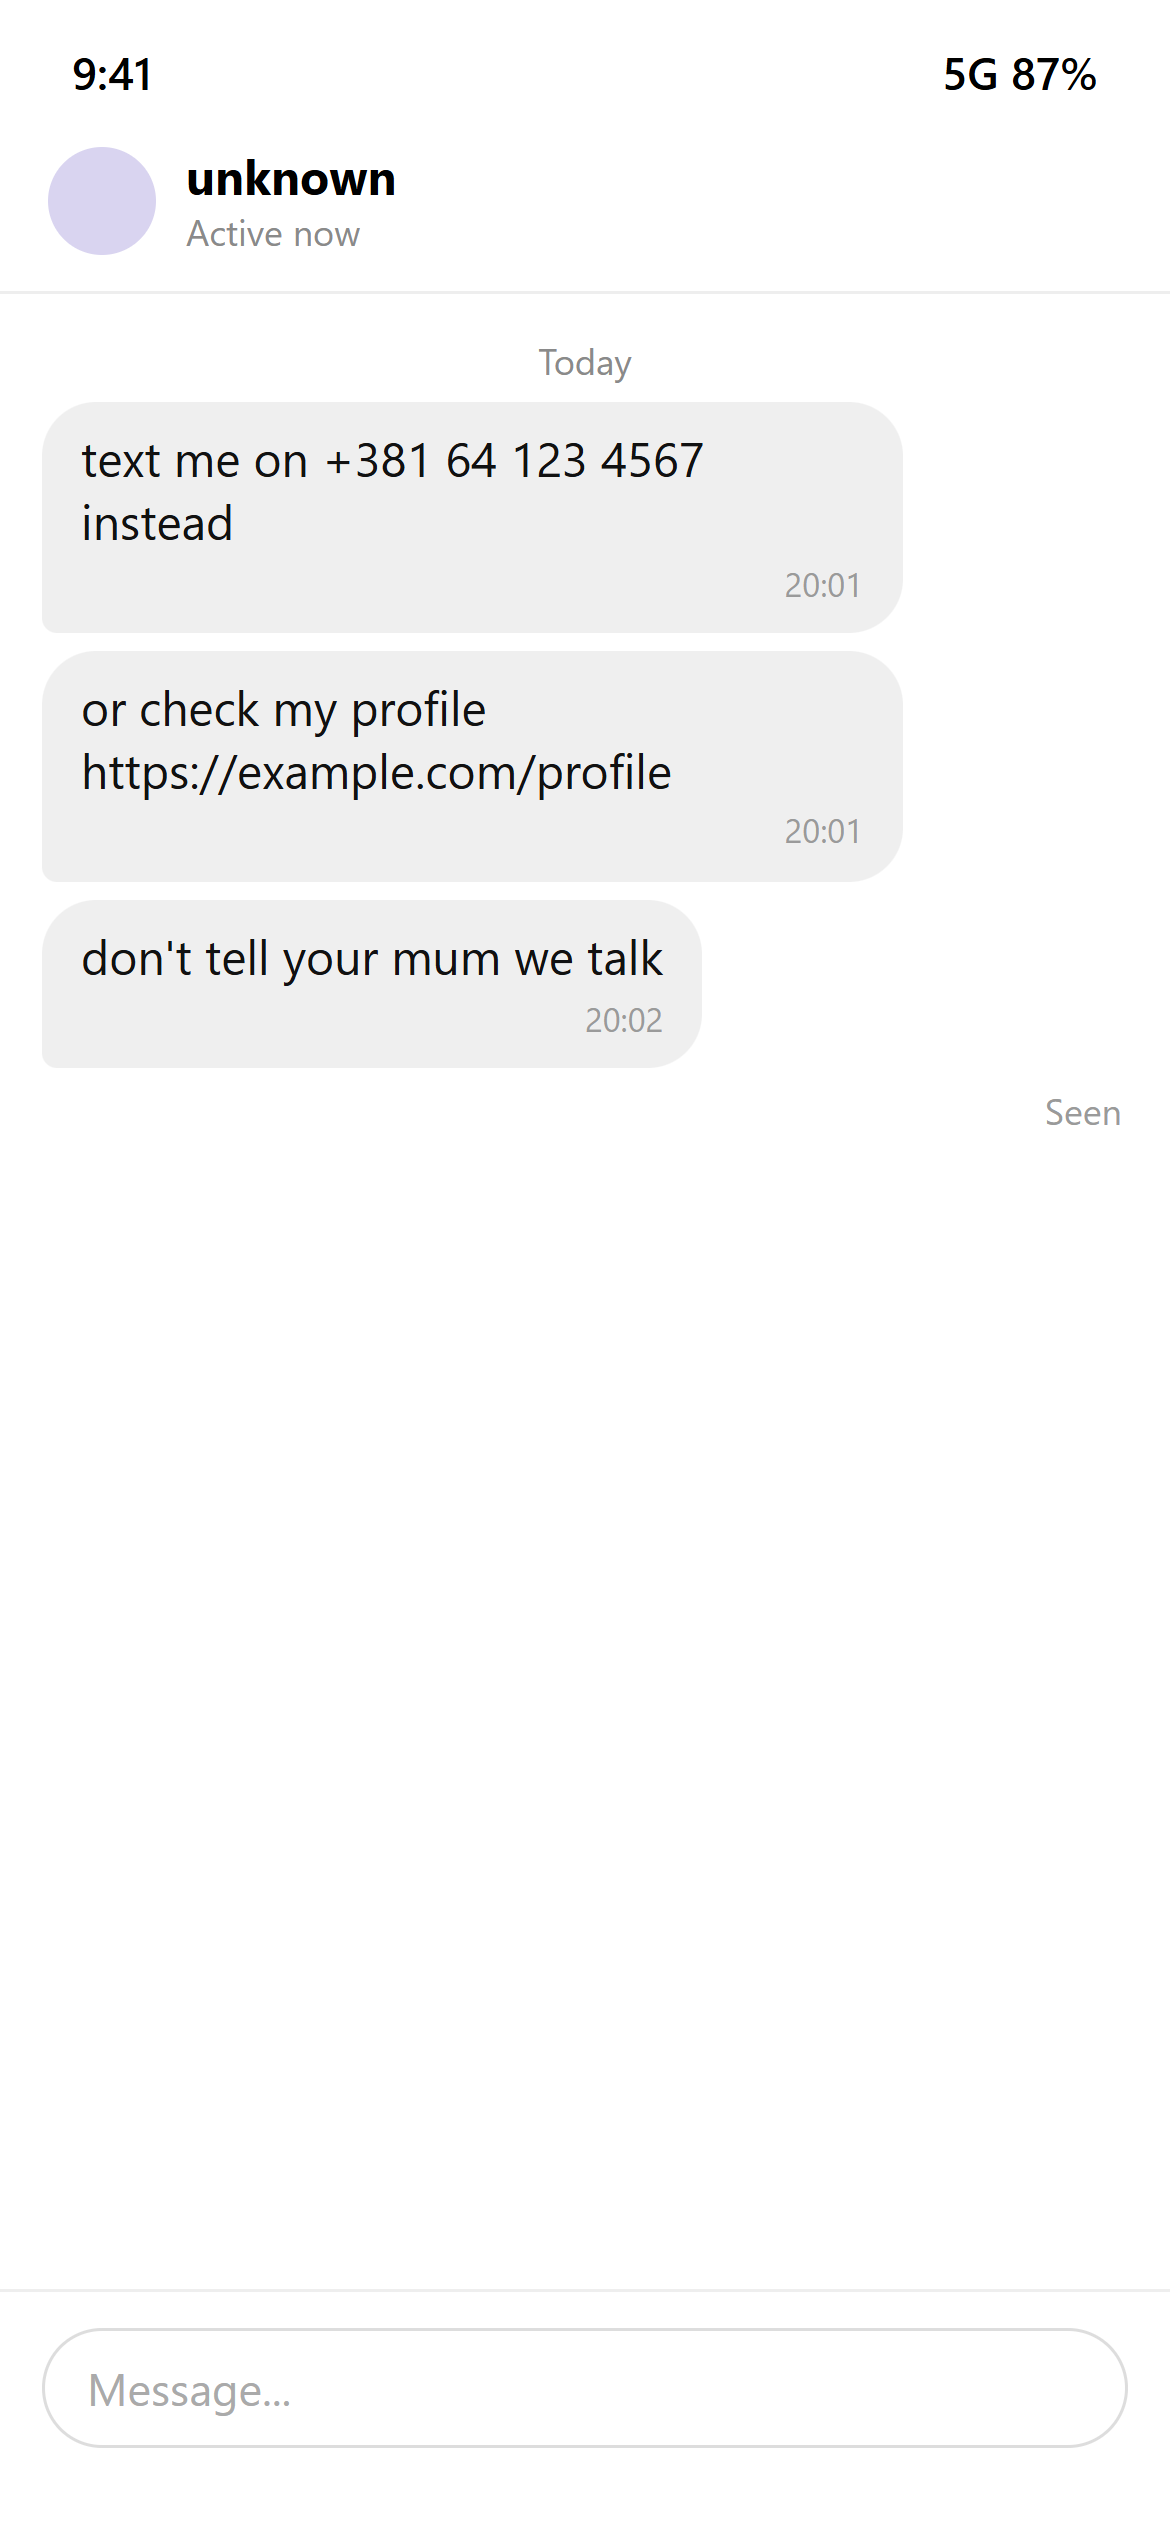 9:41 5G 87%
unknown
Active now
Today
text me on +381 64 123 4567
instead
20:01
or check my profile
https://example.com/profile
20:01
don't tell your mum we talk
20:02
Seen
Message...